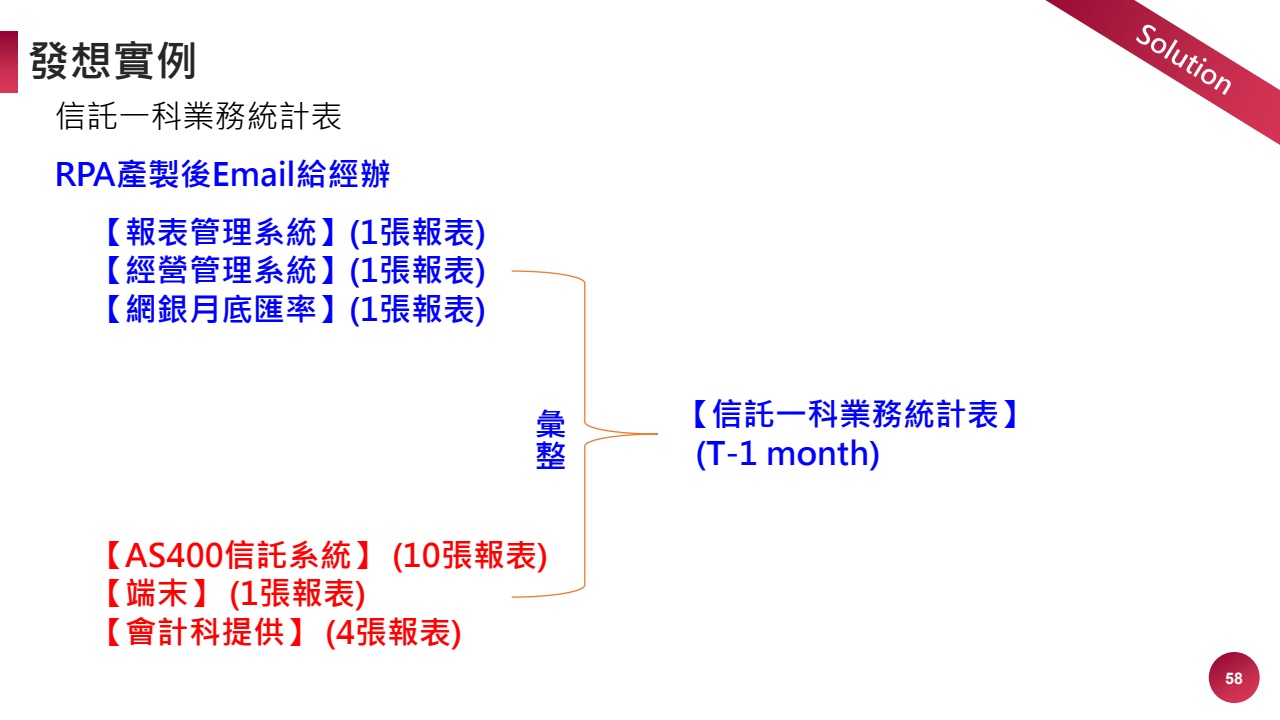 發想實例
Solution
信託一科業務統計表
RPA產製後Email給經辦
【報表管理系統】(1張報表)
【經營管理系統】(1張報表)
【網銀月底匯率】(1張報表)
彙整
【信託一科業務統計表】
(T-1 month)
【AS400信託系統】 (10張報表)
【端末】 (1張報表)
【會計科提供】 (4張報表)
58